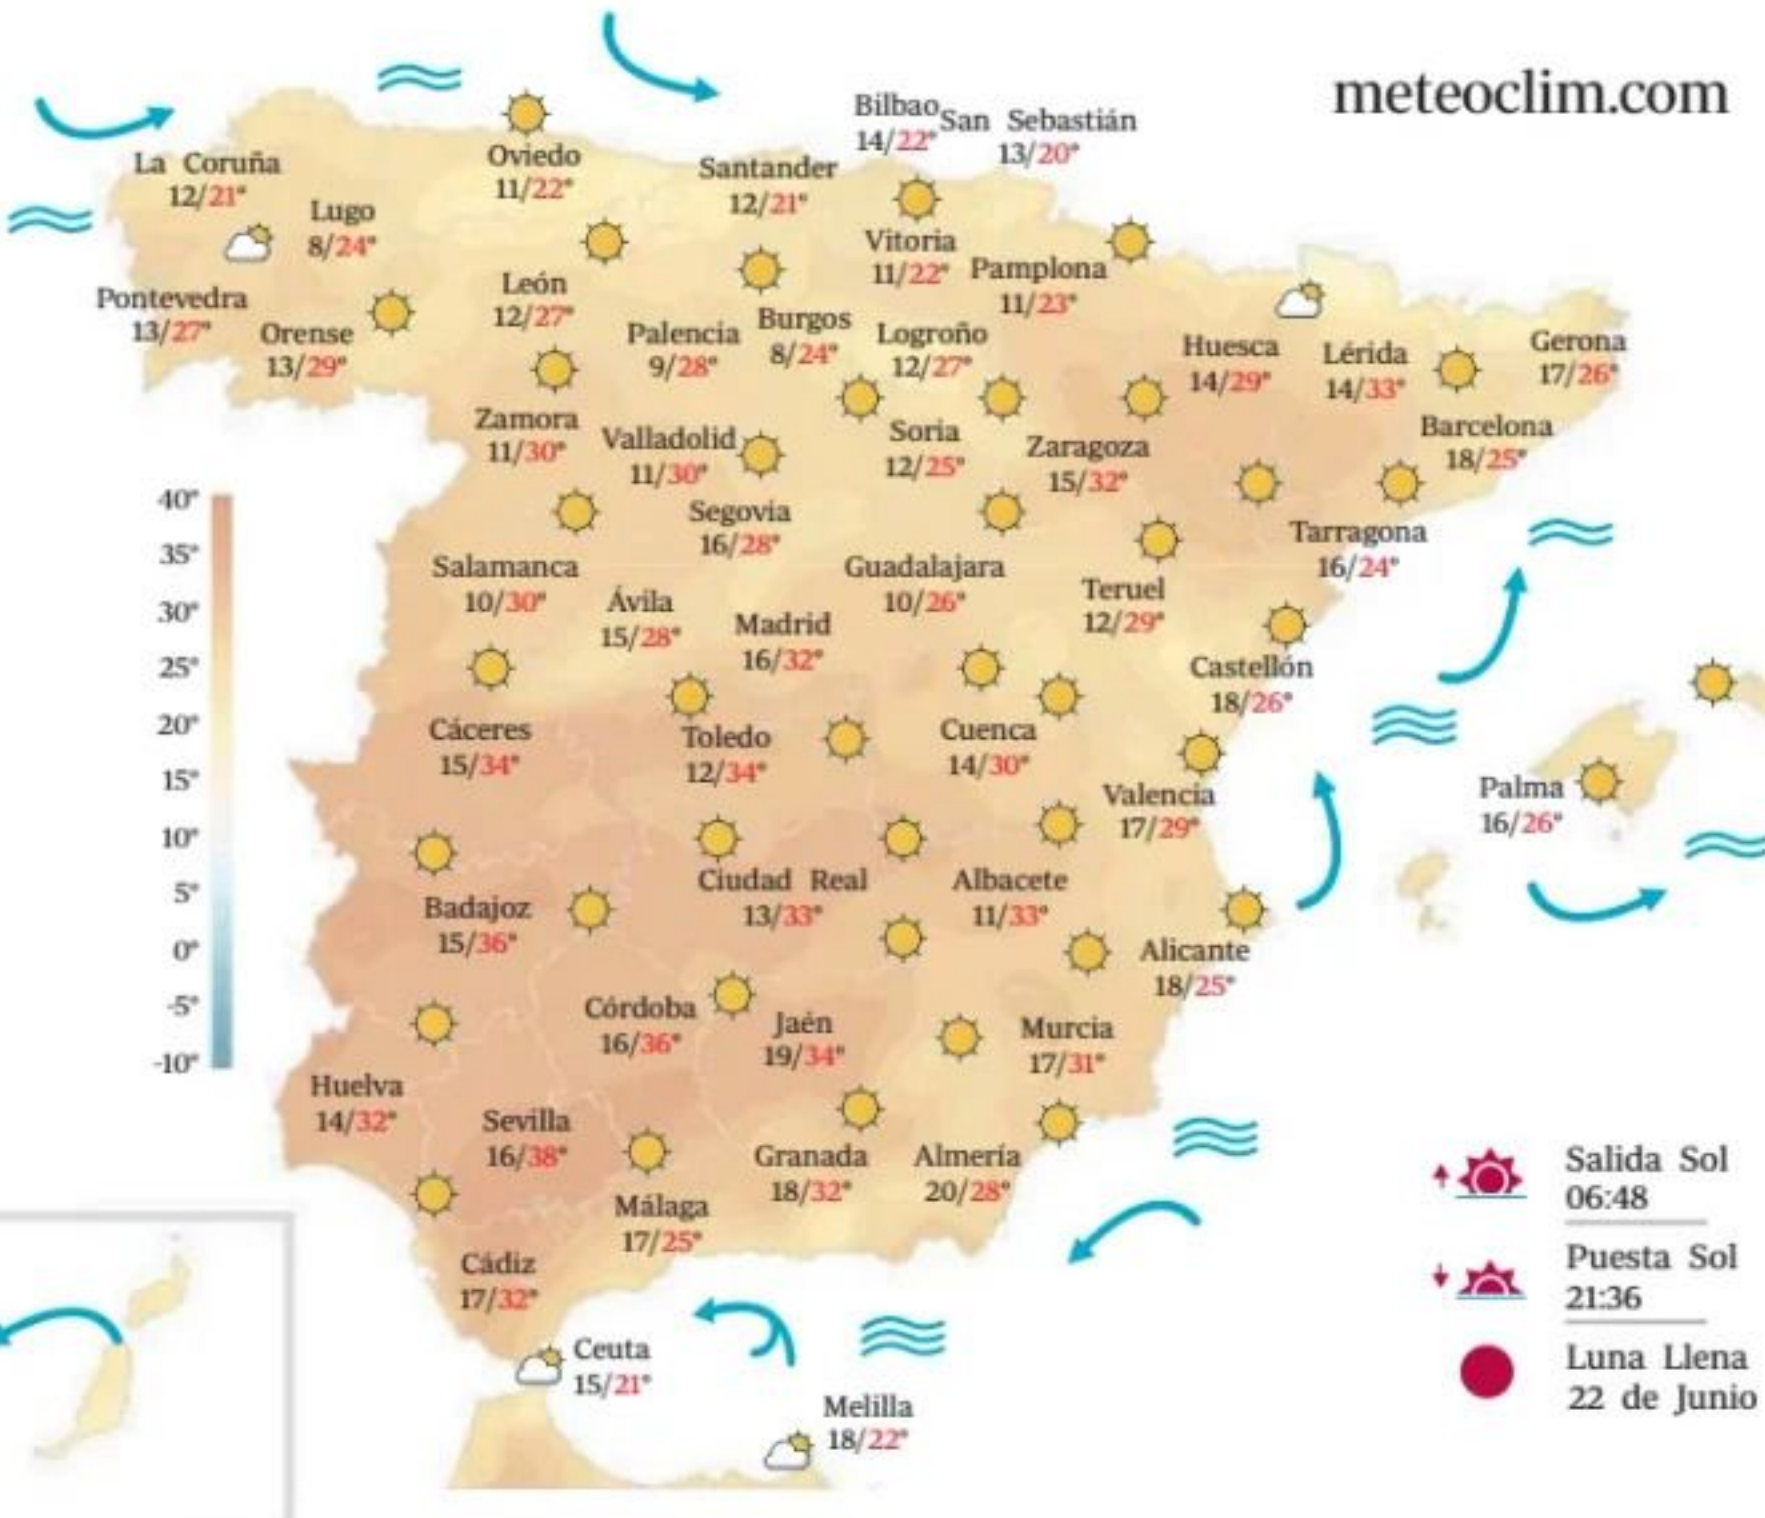 meteoclim.com
Bilbao
14/22°
San Sebastián
13/20°
La Coruña
12/21°
Oviedo
11/22°
Santander
12/21°
Lugo
8/24°
Vitoria
11/22°
Pamplona
11/23°
Pontevedra
13/27°
Orense
13/29°
León
12/27°
Palencia
9/28°
Burgos
8/24°
Logroño
12/27°
Huesca
14/29°
Lérida
14/33°
Gerona
17/26°
Zamora
11/30°
Valladolid
11/30°
Soria
12/25°
Zaragoza
15/32°
Barcelona
18/25°
Segovia
16/28°
Tarragona
16/24°
Salamanca
10/30°
Ávila
15/28°
Madrid
16/32°
Guadalajara
10/26°
Teruel
12/29°
Castellón
18/26°
Cáceres
15/34°
Toledo
12/34°
Cuenca
14/30°
Valencia
17/29°
Palma
16/26°
Badajoz
15/36°
Ciudad Real
13/33°
Albacete
11/33°
Alicante
18/25°
Córdoba
16/36°
Jaén
19/34°
Murcia
17/31°
Huelva
14/32°
Sevilla
16/38°
Granada
18/32°
Almería
20/28°
Málaga
17/25°
Cádiz
17/32°
Ceuta
15/21°
Melilla
18/22°
40°
35°
30°
25°
20°
15°
10°
5°
0°
-5°
-10°
Salida Sol
06:48
Puesta Sol
21:36
Luna Llena
22 de Junio